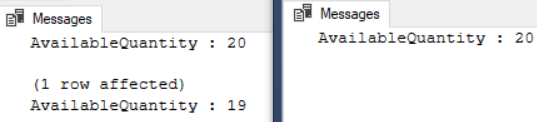 Messages
AvailableQuantity : 20
(1 row affected)
AvailableQuantity : 19
Messages
AvailableQuantity : 20